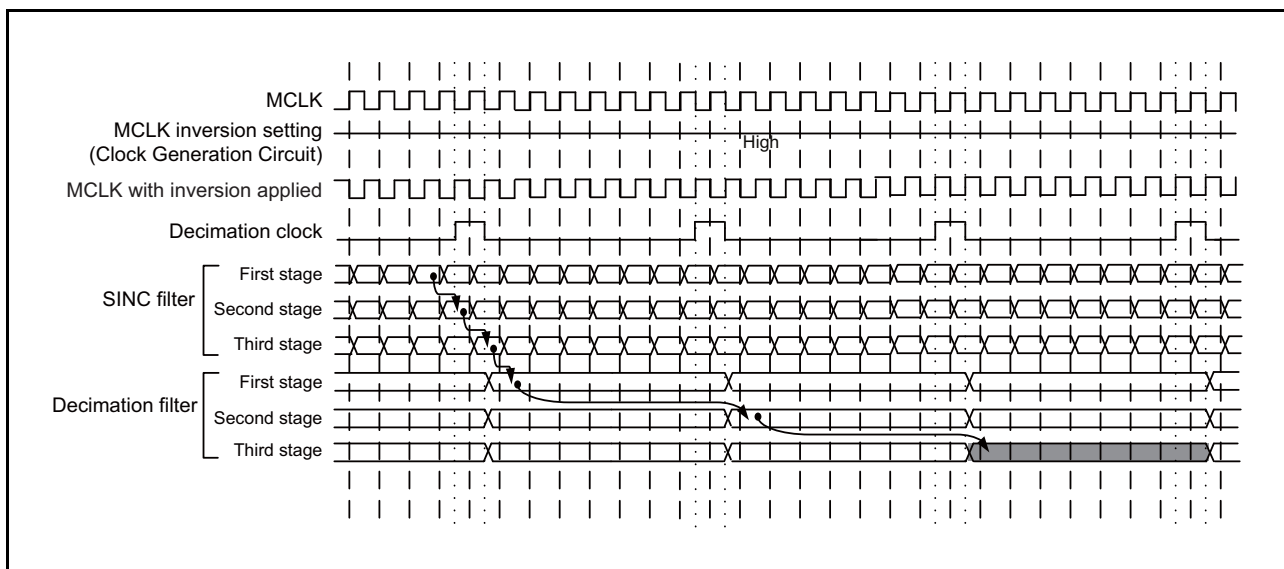 MCLK
MCLK inversion setting
(Clock Generation Circuit)
High
MCLK with inversion applied
Decimation clock
SINC filter
First stage
Second stage
Third stage
Decimation filter
First stage
Second stage
Third stage